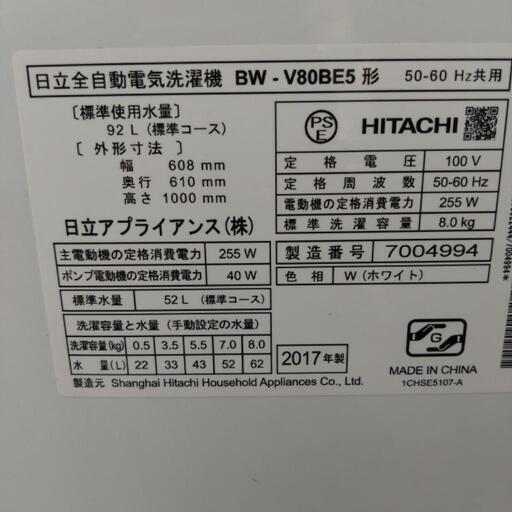 日立全自動電気洗濯機 BW - V80BE5 形 50-60 Hz共用
〔標準使用水量〕
92 L (標準コース)
〔 外形寸法 〕
幅 608 mm
奥行 610 mm
高さ 1000 mm
日立アプライアンス(株)
PS
E
HITACHI
定格電圧 100 V
定格周波数 50-60 Hz
電動機の定格消費電力 255 W
標準洗濯容量 8.0 kg
主電動機の定格消費電力 255 W
ポンプ電動機の定格消費電力 40 W
製造番号 7004994
色相 W (ホワイト)
標準水量 52 L (標準コース)
洗濯容量と水量 (手動設定の水量)
洗濯容量(kg) 0.5 3.5 5.5 7.0 8.0
水量(L) 22 33 43 52 62
2017年製
G
MADE IN CHINA
1CHSE5107-A
製造元 Shanghai Hitachi Household Appliances Co., Ltd.